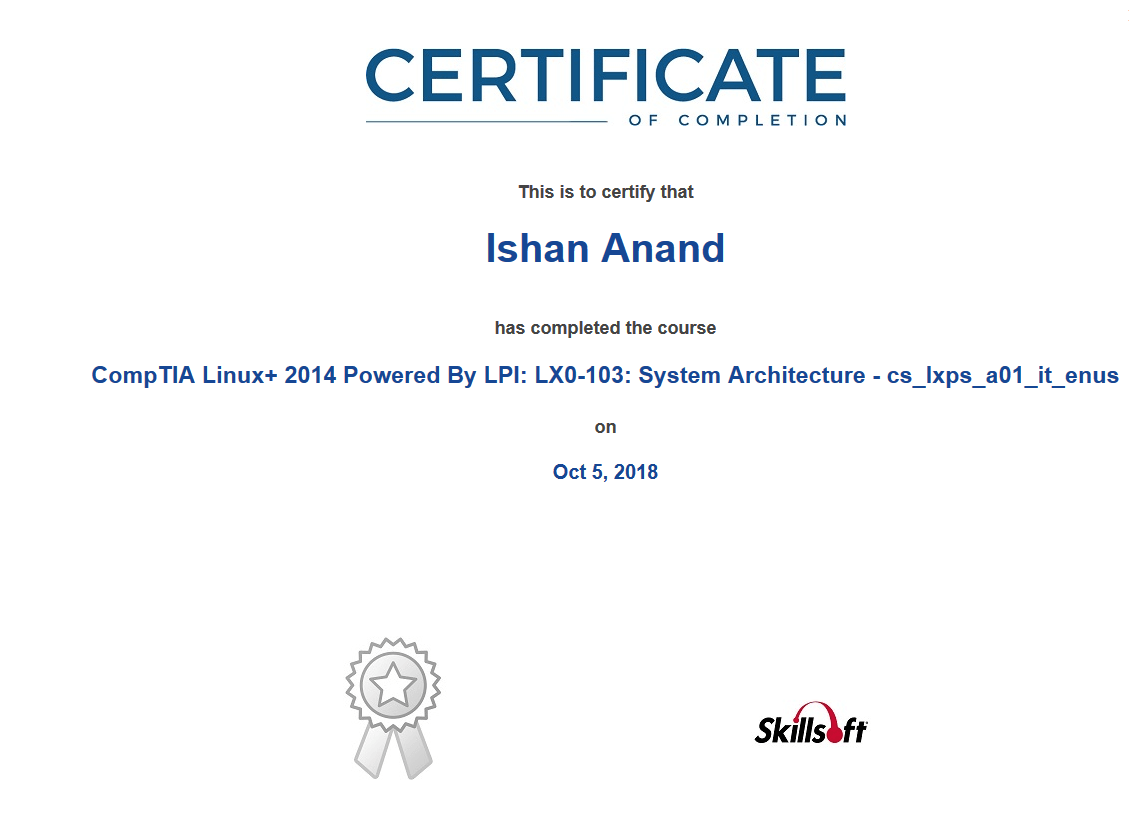 CERTIFICATE
OF COMPLETION
This is to certify that
Ishan Anand
has completed the course
CompTIA Linux+ 2014 Powered By LPI: LX0-103: System Architecture - cs_lxps_a01_it_enus
on
Oct 5, 2018
Skillsoft